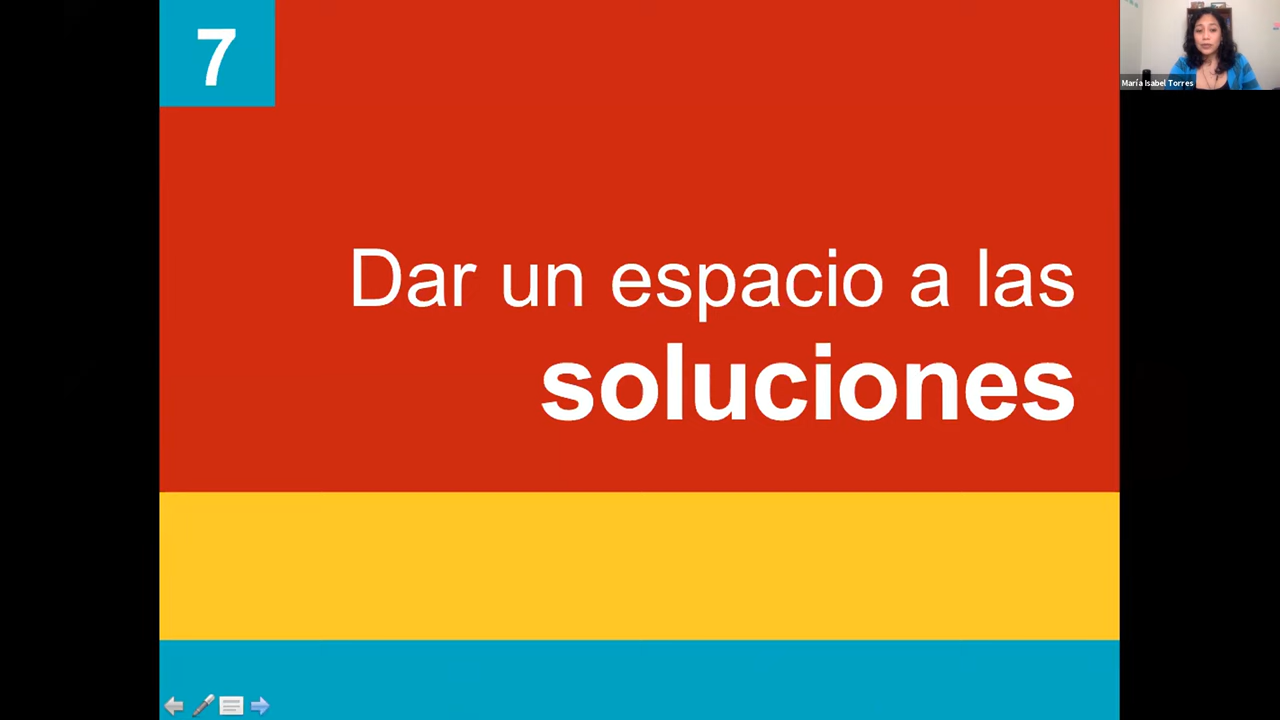 7
María Isabel Torres
Dar un espacio a las
soluciones